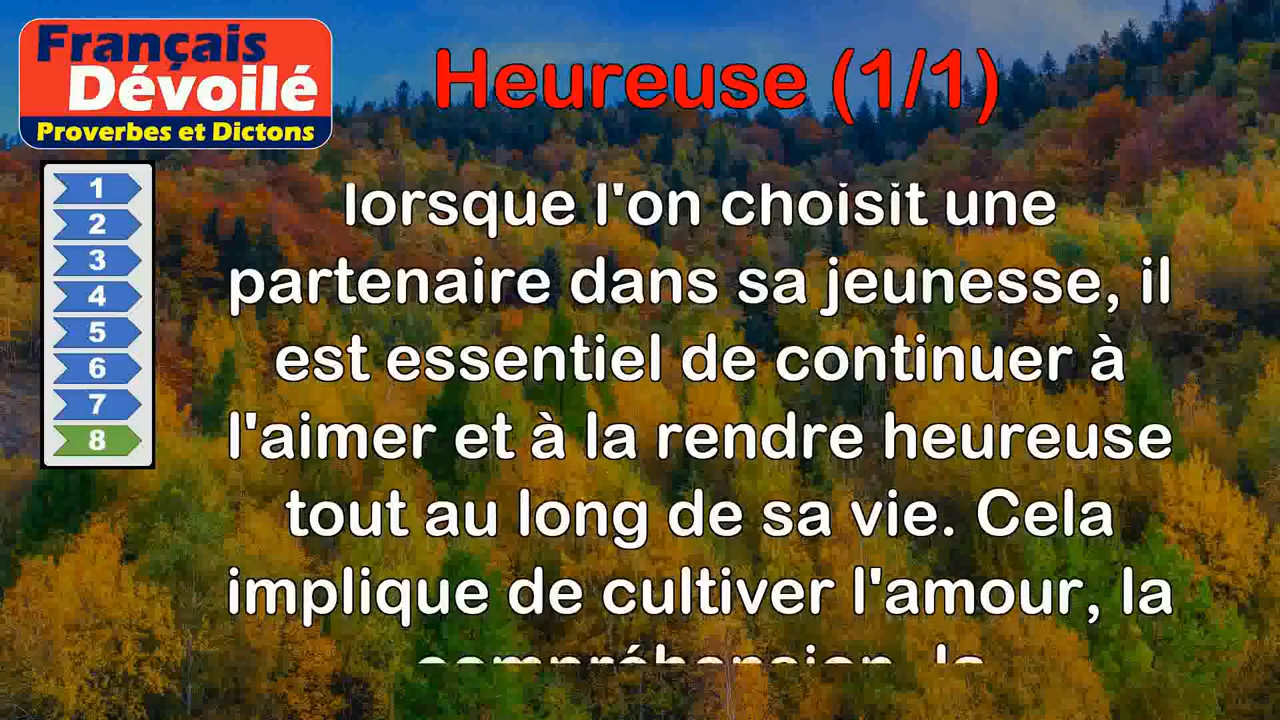 Français
Dévoilé
Proverbes et Dictons
Heureuse (1/1)
1
2
3
4
5
6
7
8
lorsque l'on choisit une
partenaire dans sa jeunesse, il
est essentiel de continuer à
l'aimer et à la rendre heureuse
tout au long de sa vie. Cela
implique de cultiver l'amour, la
compréhension, la